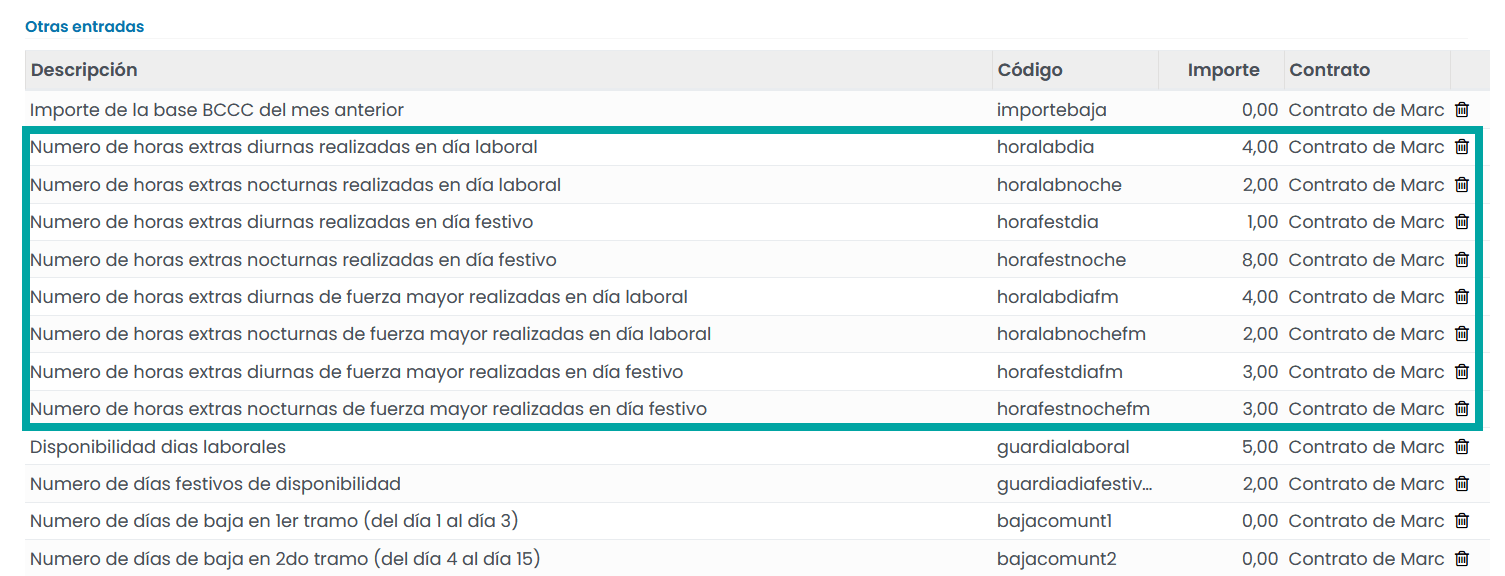 Otras entradas
Descripción Código Importe Contrato
Importe de la base BCCC del mes anterior importebaja 0,00 Contrato de Marc
Numero de horas extras diurnas realizadas en día laboral horalabdia 4,00 Contrato de Marc
Numero de horas extras nocturnas realizadas en día laboral horalabnoche 2,00 Contrato de Marc
Numero de horas extras diurnas realizadas en día festivo horafestdia 1,00 Contrato de Marc
Numero de horas extras nocturnas realizadas en día festivo horafestnoche 8,00 Contrato de Marc
Numero de horas extras diurnas de fuerza mayor realizadas en día laboral horalabdiafm 4,00 Contrato de Marc
Numero de horas extras nocturnas de fuerza mayor realizadas en día laboral horalabnochefm 2,00 Contrato de Marc
Numero de horas extras diurnas de fuerza mayor realizadas en día festivo horafestdiafm 3,00 Contrato de Marc
Numero de horas extras nocturnas de fuerza mayor realizadas en día festivo horafestnochefm 3,00 Contrato de Marc
Disponibilidad dias laborales guardialaboral 5,00 Contrato de Marc
Numero de días festivos de disponibilidad guardiadiafestiv... 2,00 Contrato de Marc
Numero de días de baja en 1er tramo (del día 1 al día 3) bajacomunt1 0,00 Contrato de Marc
Numero de días de baja en 2do tramo (del día 4 al día 15) bajacomunt2 0,00 Contrato de Marc